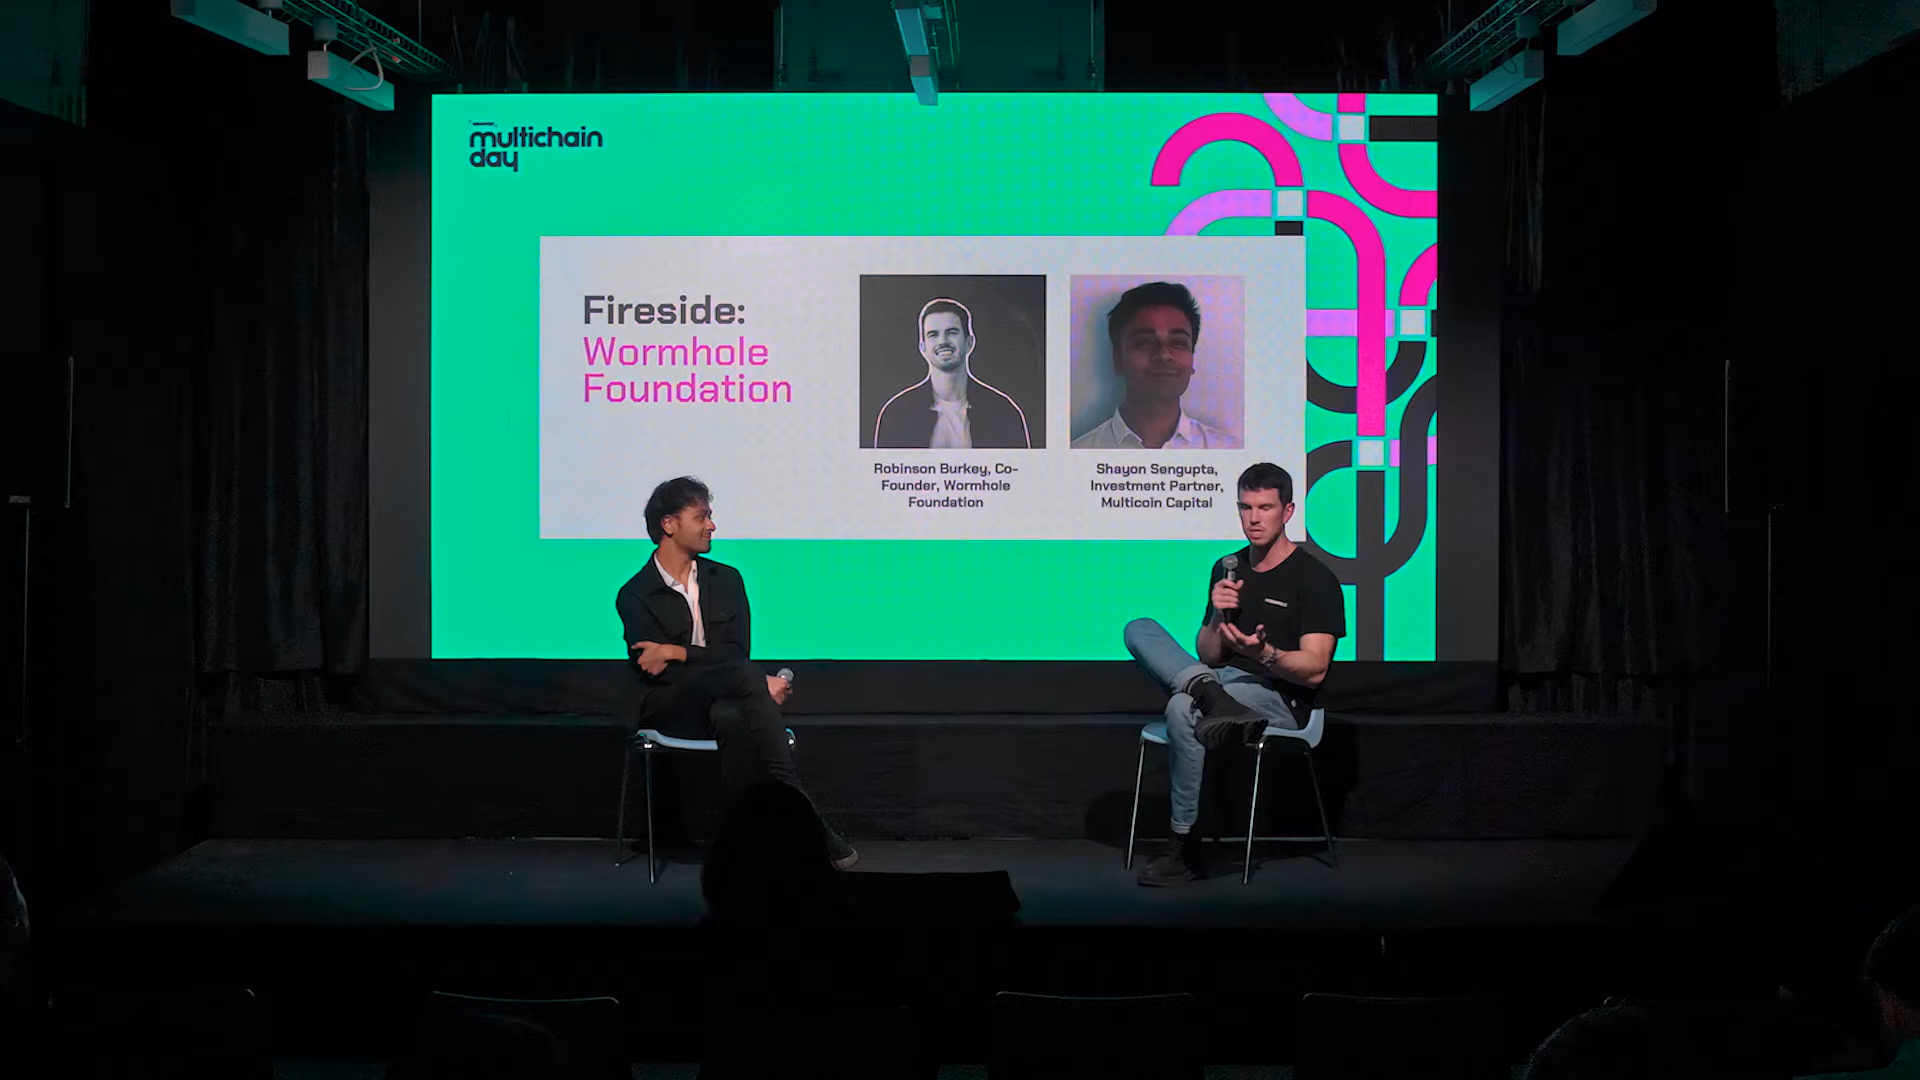 multichain
day
Fireside:
Wormhole
Foundation
Robinson Burkey, Co-
Founder, Wormhole
Foundation
Shayon Sengupta,
Investment Partner,
Multicoin Capital